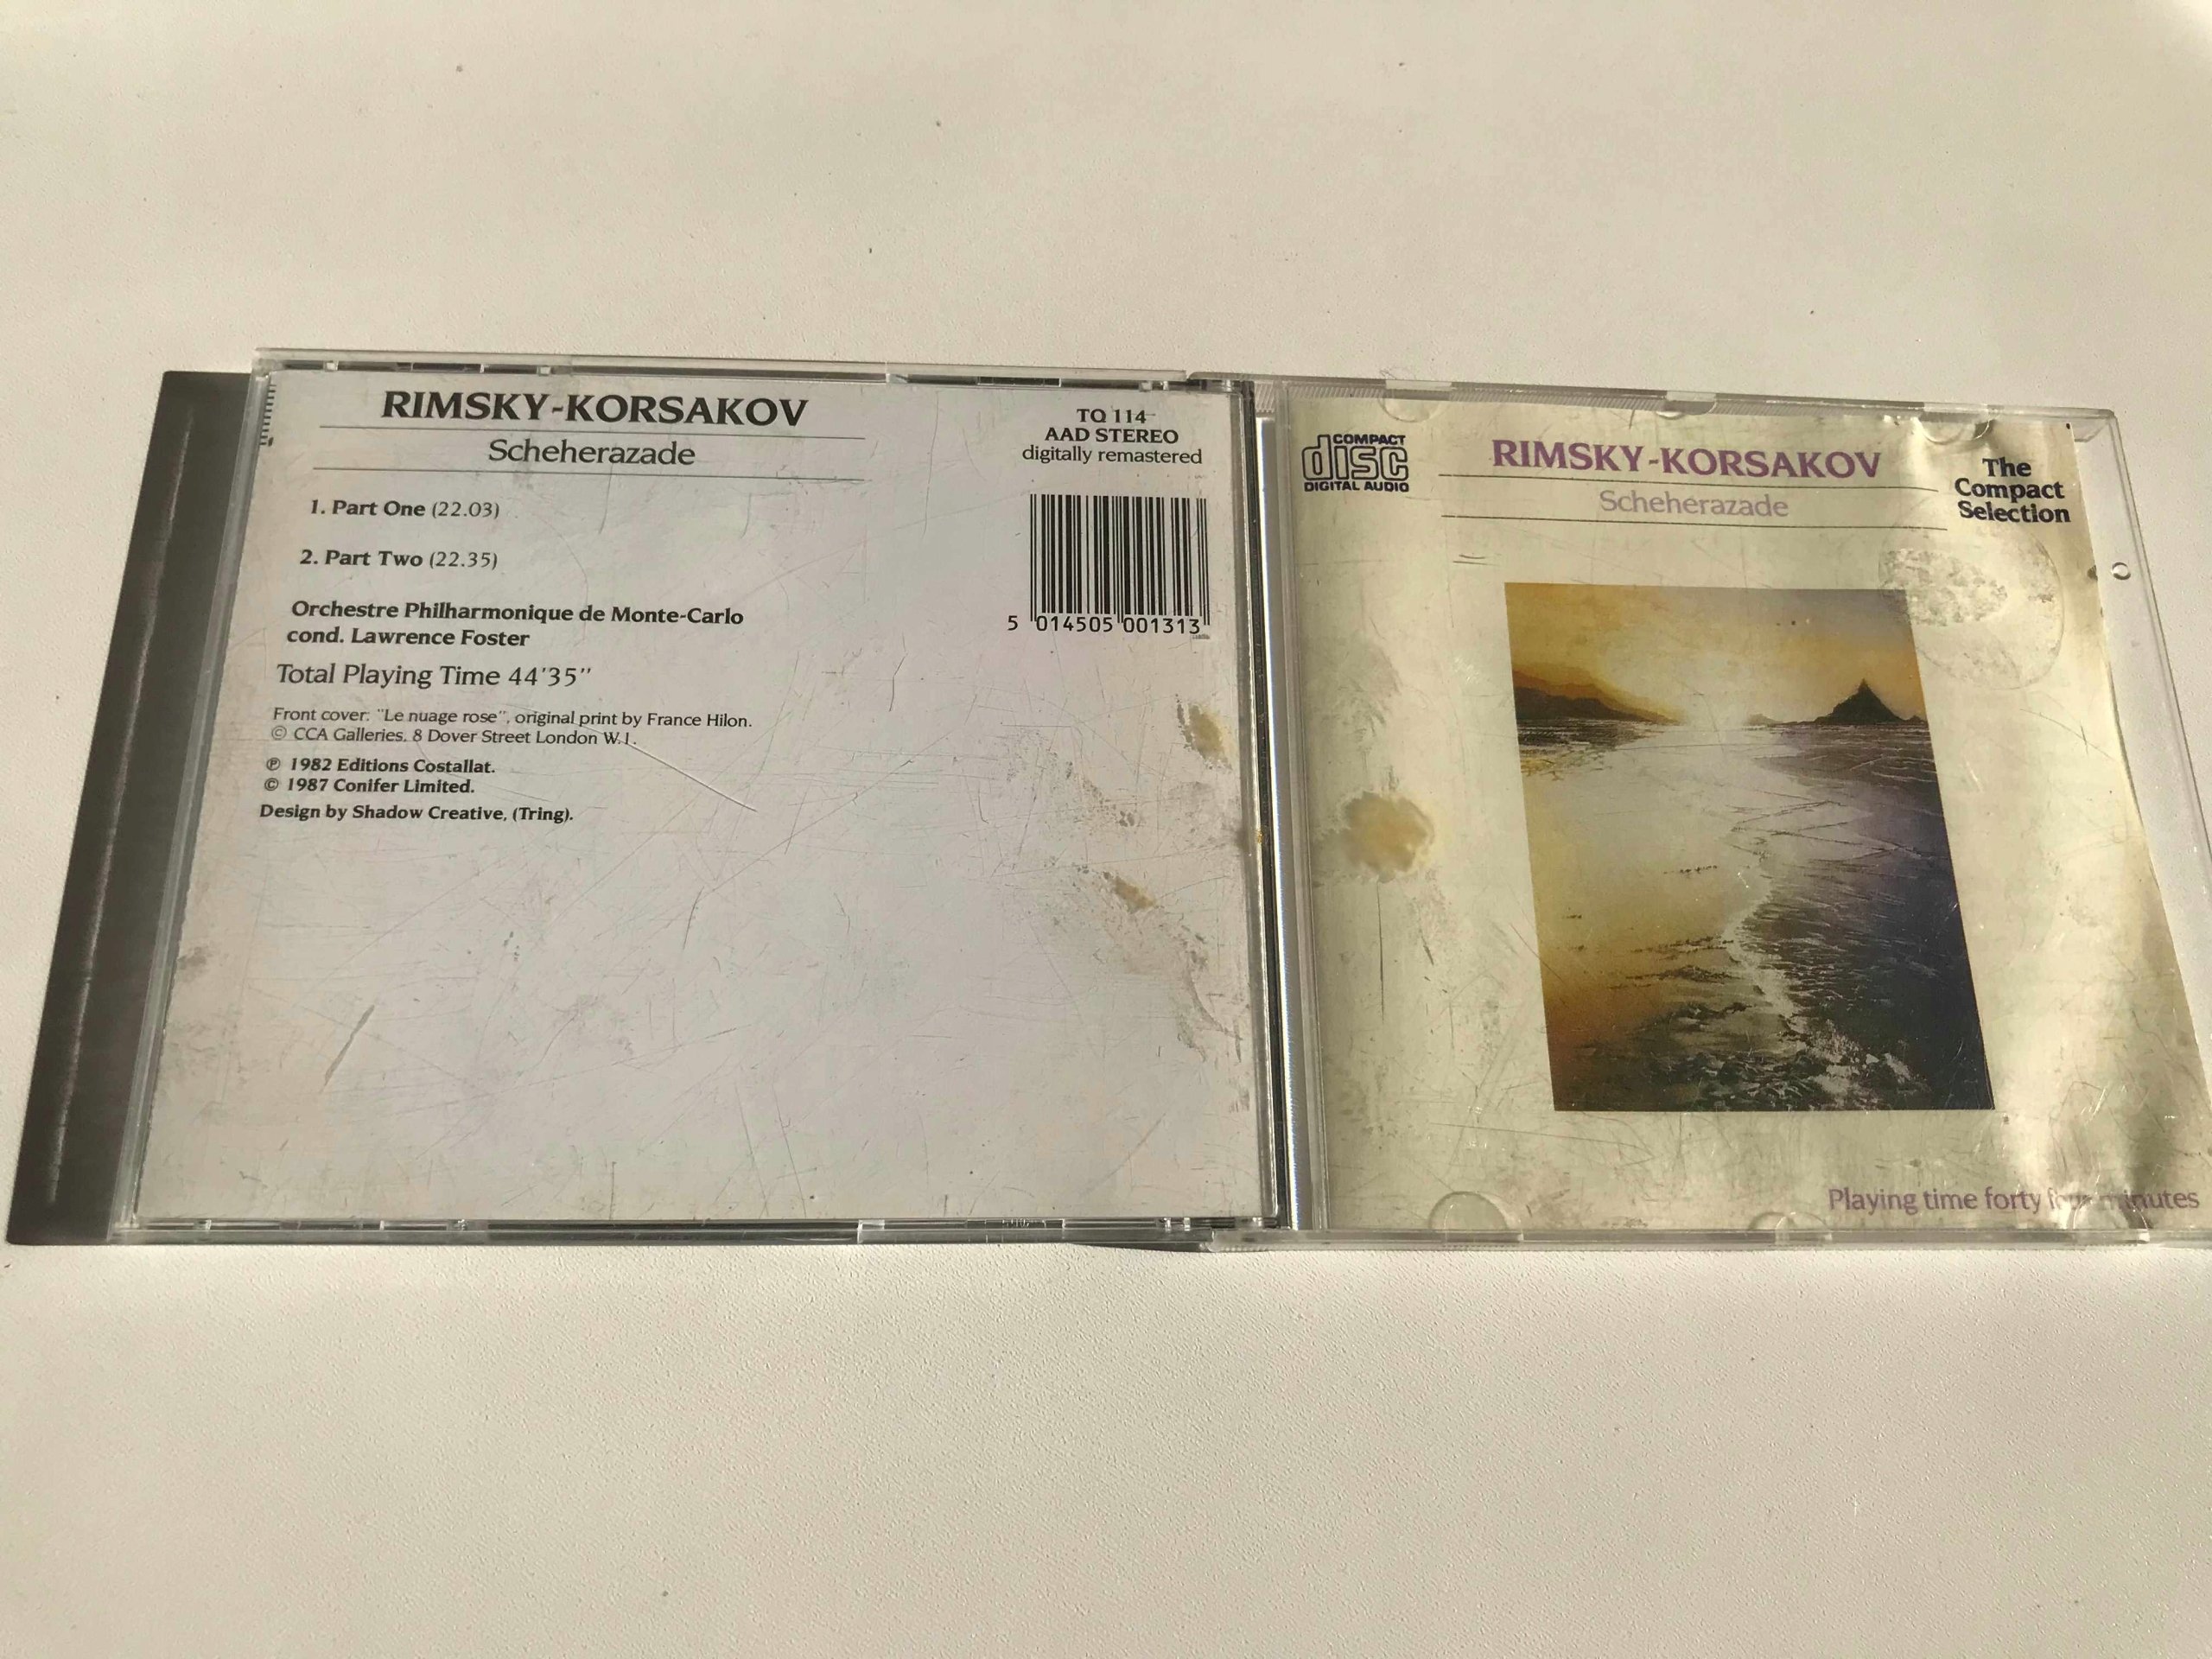 RIMSKY-KORSAKOV
Scheherazade
1. Part One (22.03)
2. Part Two (22.35)
Orchestre Philharmonique de Monte-Carlo
cond. Lawrence Foster
Total Playing Time 44'35"
Front cover: "Le nuage rose", original print by France Hilon.
© CCA Galleries, 8 Dover Street London W.1.
℗ 1982 Editions Costallat.
© 1987 Conifer Limited.
Design by Shadow Creative, (Tring).
TQ 114
AAD STEREO
digitally remastered
5 014505 001313
COMPACT
disc
DIGITAL AUDIO
RIMSKY-KORSAKOV
Scheherazade
The
Compact
Selection
Playing time forty four minutes